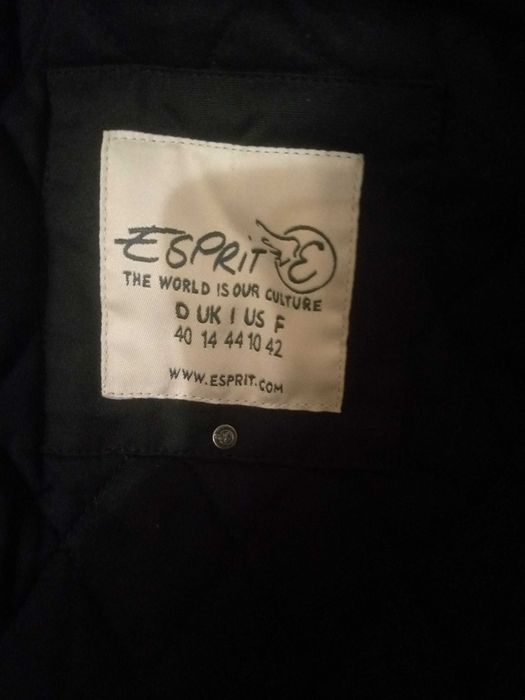 ESPRIT E
THE WORLD IS OUR CULTURE
D UK I US F
40 14 44 10 42
WWW.ESPRIT.COM